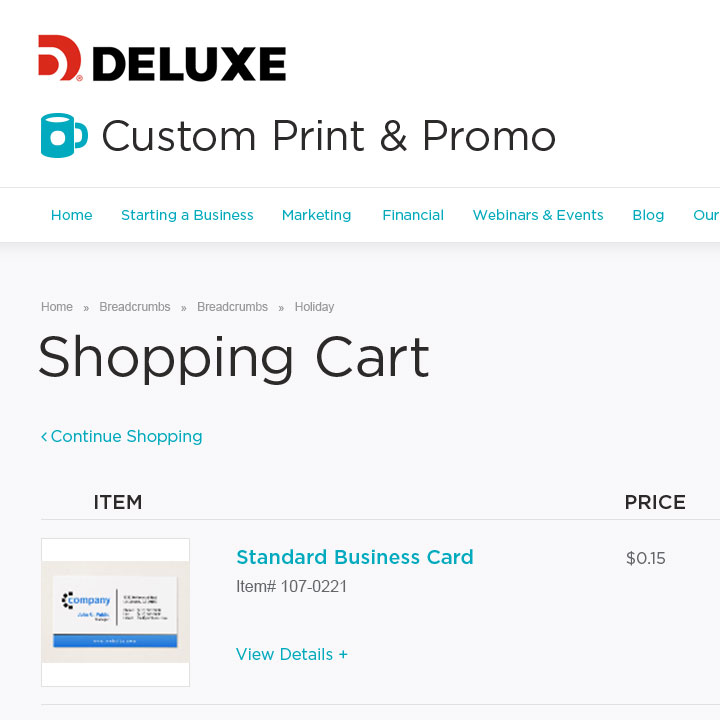 DELUXE
Custom Print & Promo
Home Starting a Business Marketing Financial Webinars & Events Blog Our
Home » Breadcrumbs » Breadcrumbs » Holiday
Shopping Cart
< Continue Shopping
ITEM PRICE
Standard Business Card $0.15
Item# 107-0221
company
View Details +